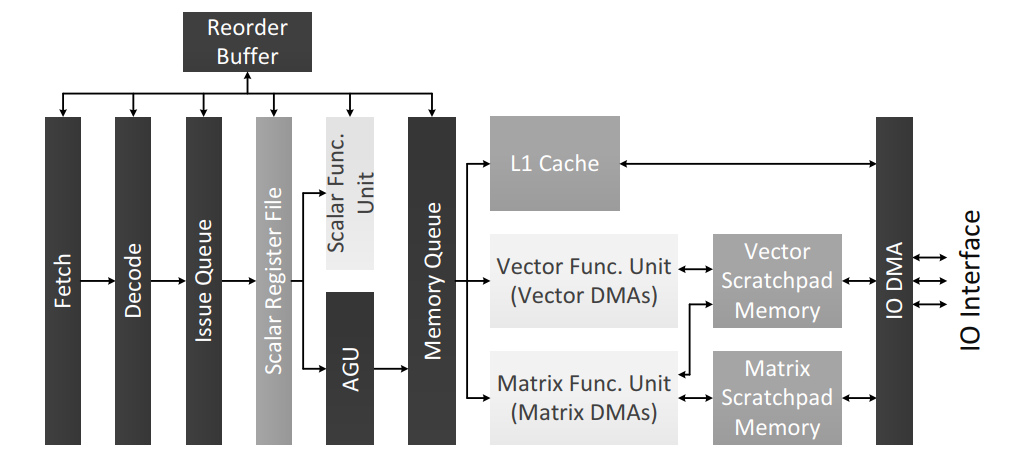 Reorder
Buffer
Fetch
Decode
Issue Queue
Scalar Register File
Scalar Func.
Unit
AGU
Memory Queue
L1 Cache
Vector Func. Unit
(Vector DMAs)
Matrix Func. Unit
(Matrix DMAs)
Vector
Scratchpad
Memory
Matrix
Scratchpad
Memory
IO DMA
IO Interface